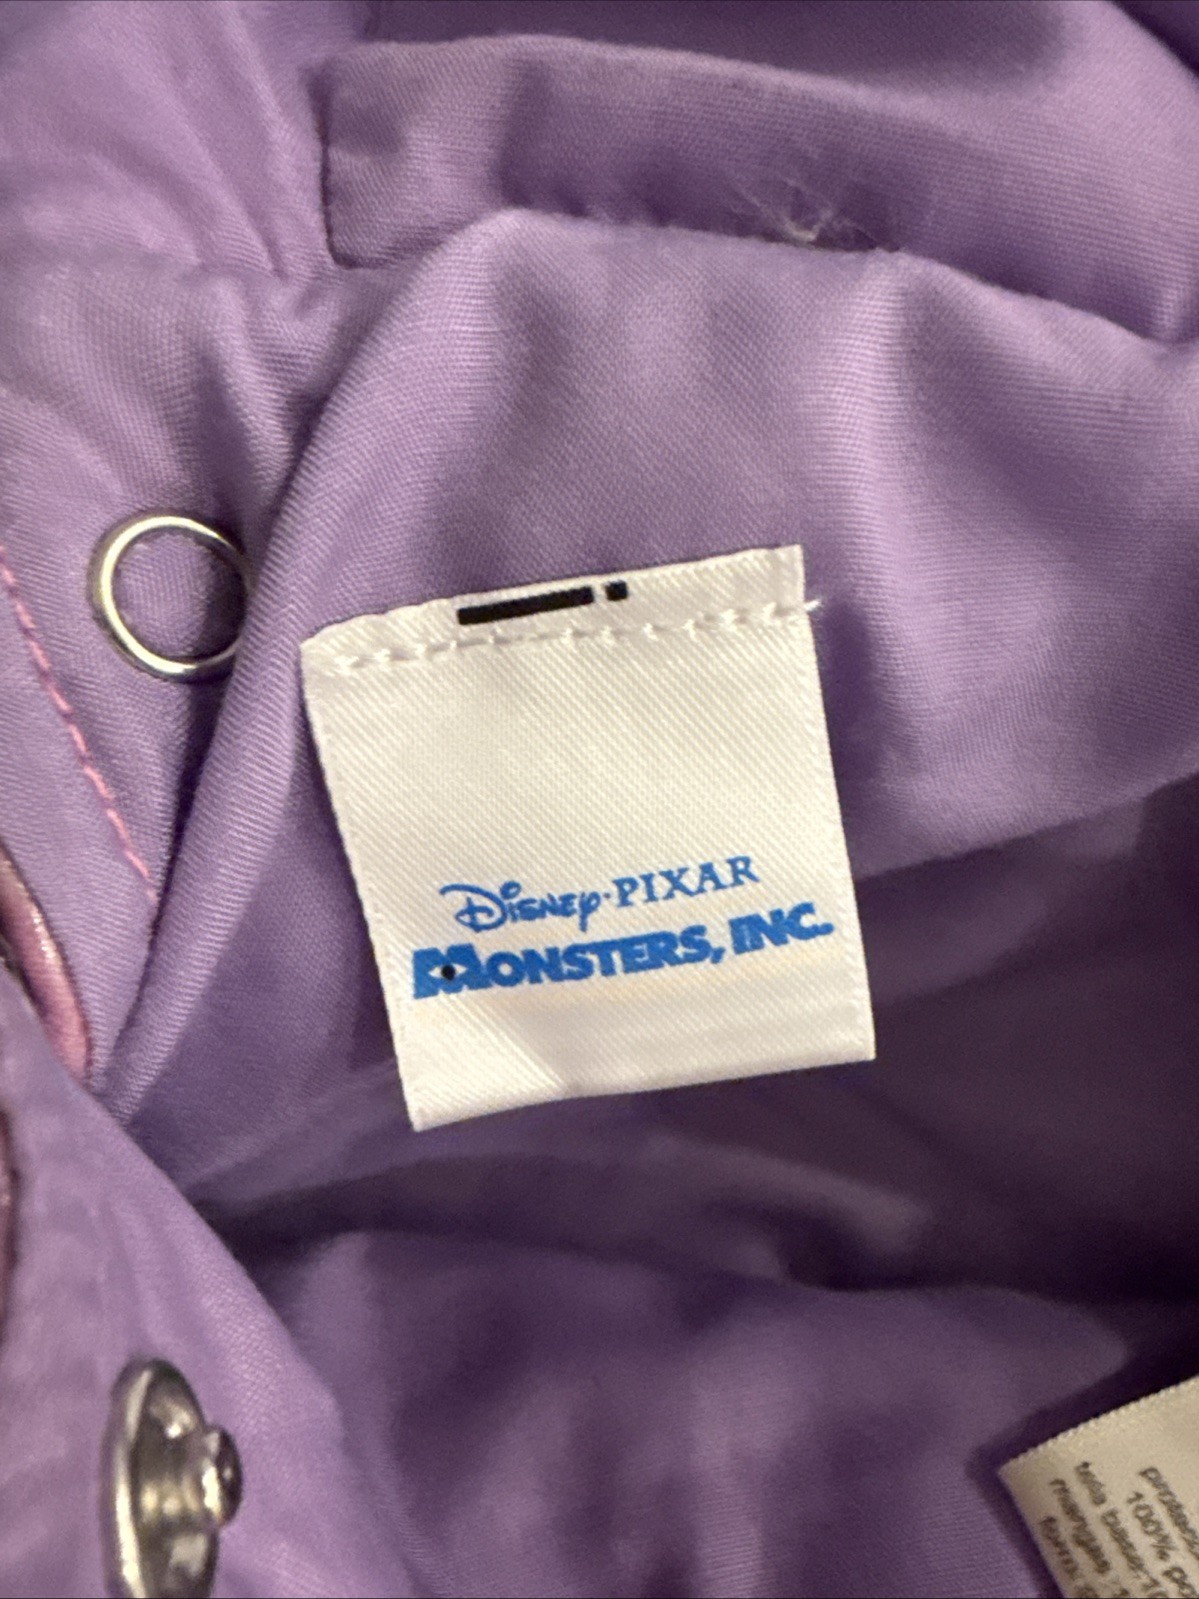 Disney·PIXAR
MONSTERS, INC.
100% po